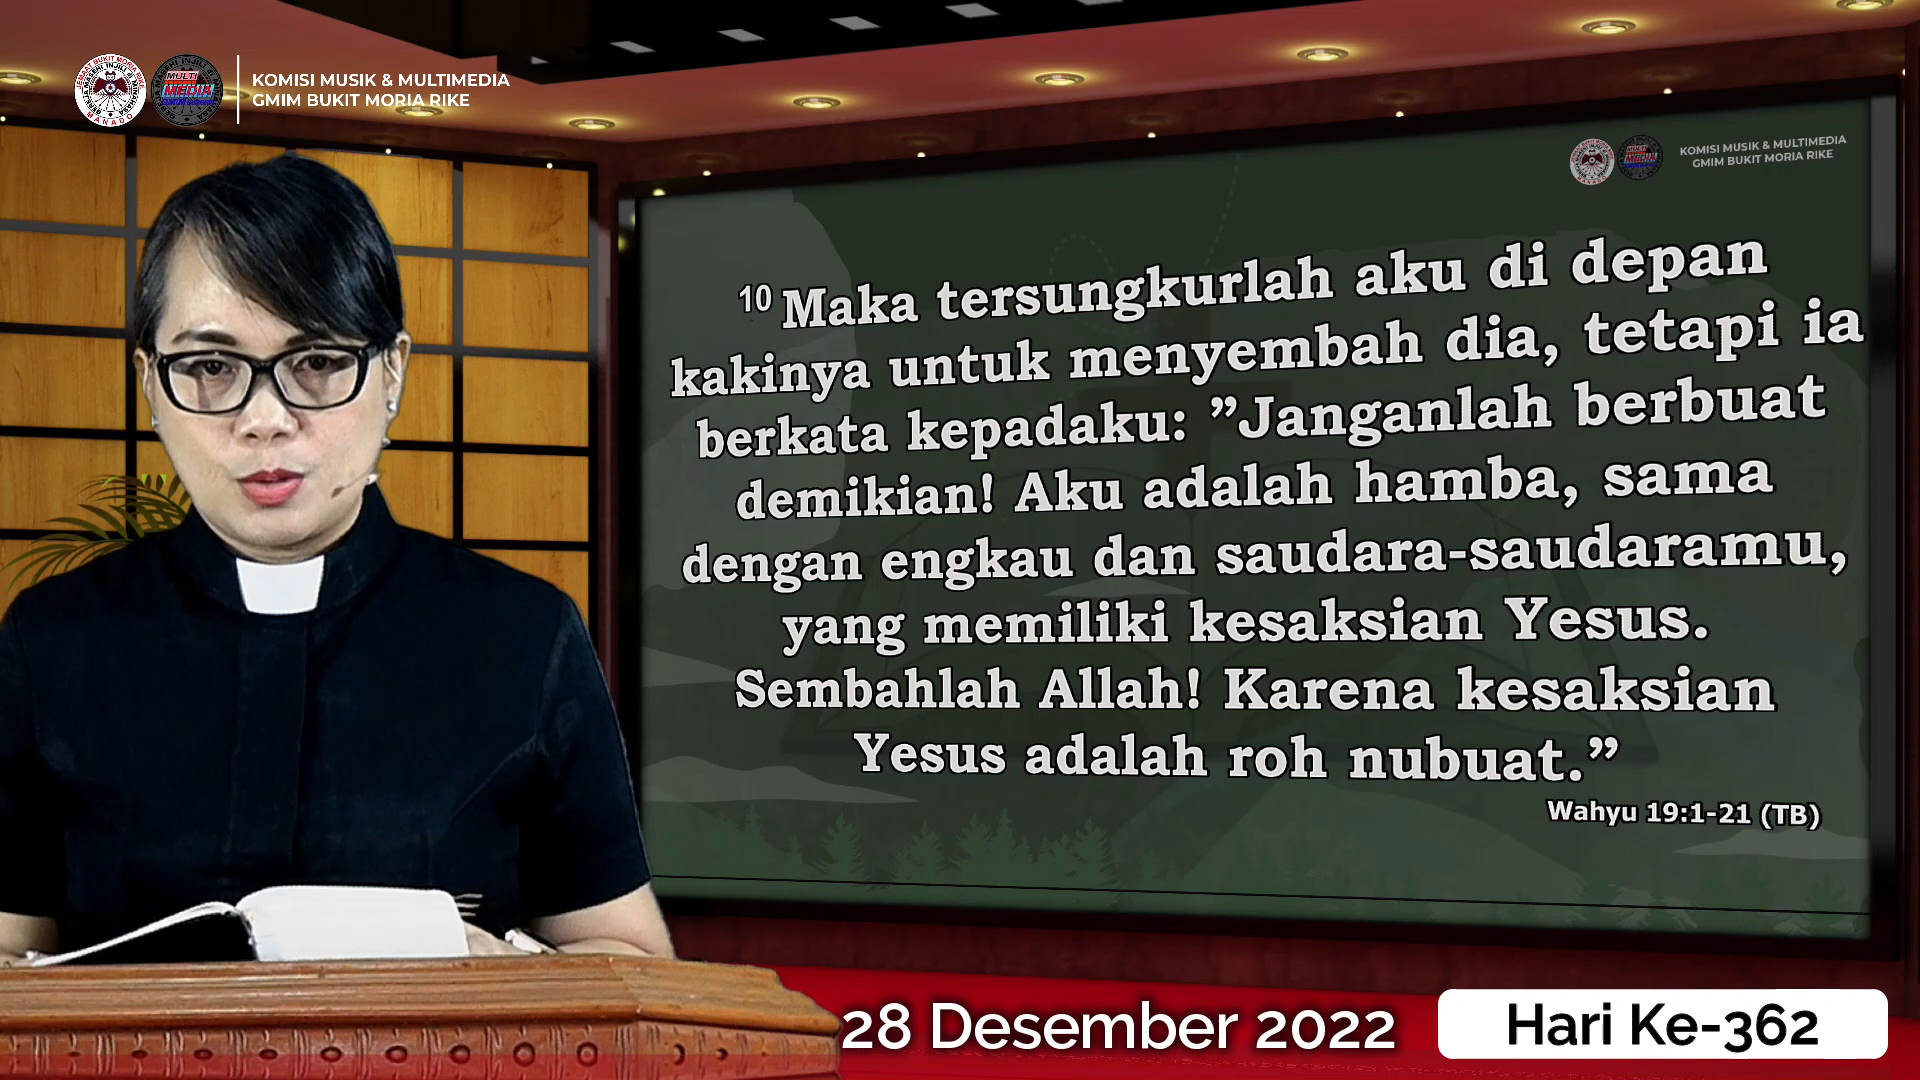 KOMISI MUSIK & MULTIMEDIA
GMIM BUKIT MORIA RIKE
KOMISI MUSIK & MULTIMEDIA
GMIM BUKIT MORIA RIKE
10 Maka tersungkurlah aku di depan
kakinya untuk menyembah dia, tetapi ia
berkata kepadaku: ”Janganlah berbuat
demikian! Aku adalah hamba, sama
dengan engkau dan saudara-saudaramu,
yang memiliki kesaksian Yesus.
Sembahlah Allah! Karena kesaksian
Yesus adalah roh nubuat.”
Wahyu 19:1-21 (TB)
28 Desember 2022
Hari Ke-362